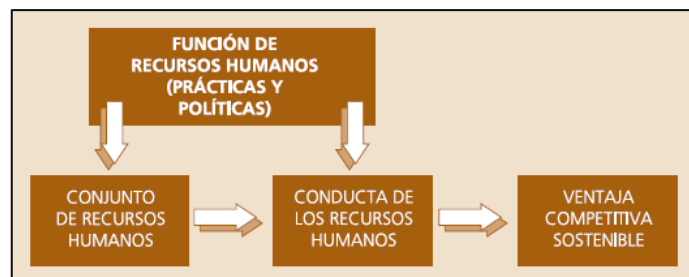 FUNCIÓN DE
RECURSOS HUMANOS
(PRÁCTICAS Y
POLÍTICAS)
CONJUNTO
DE RECURSOS
HUMANOS
CONDUCTA DE
LOS RECURSOS
HUMANOS
VENTAJA
COMPETITIVA
SOSTENIBLE